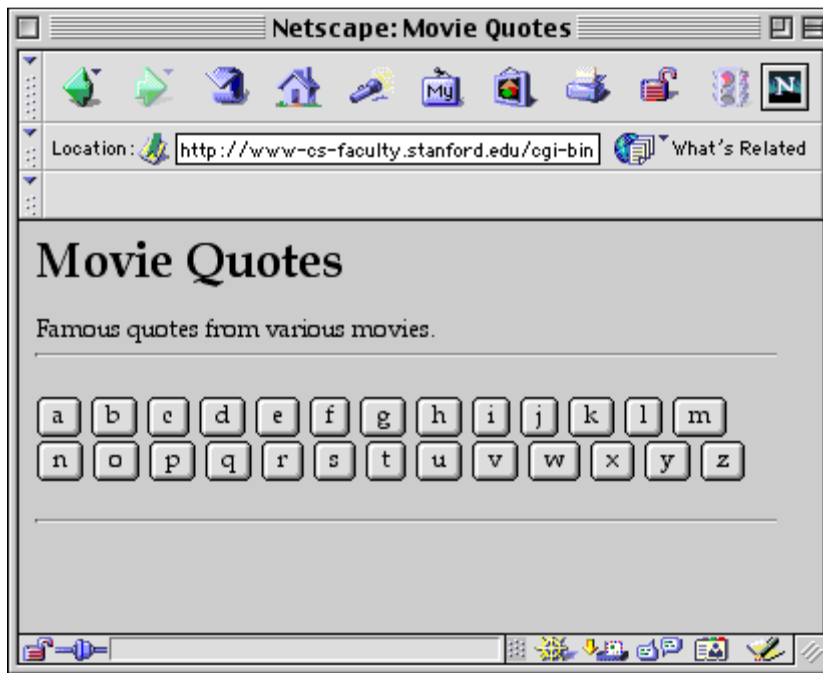 Netscape: Movie Quotes
My N
Location: http://www-cs-faculty.stanford.edu/cgi-bin What's Related
Movie Quotes
Famous quotes from various movies.
a b c d e f g h i j k l m
n o p q r s t u v w x y z